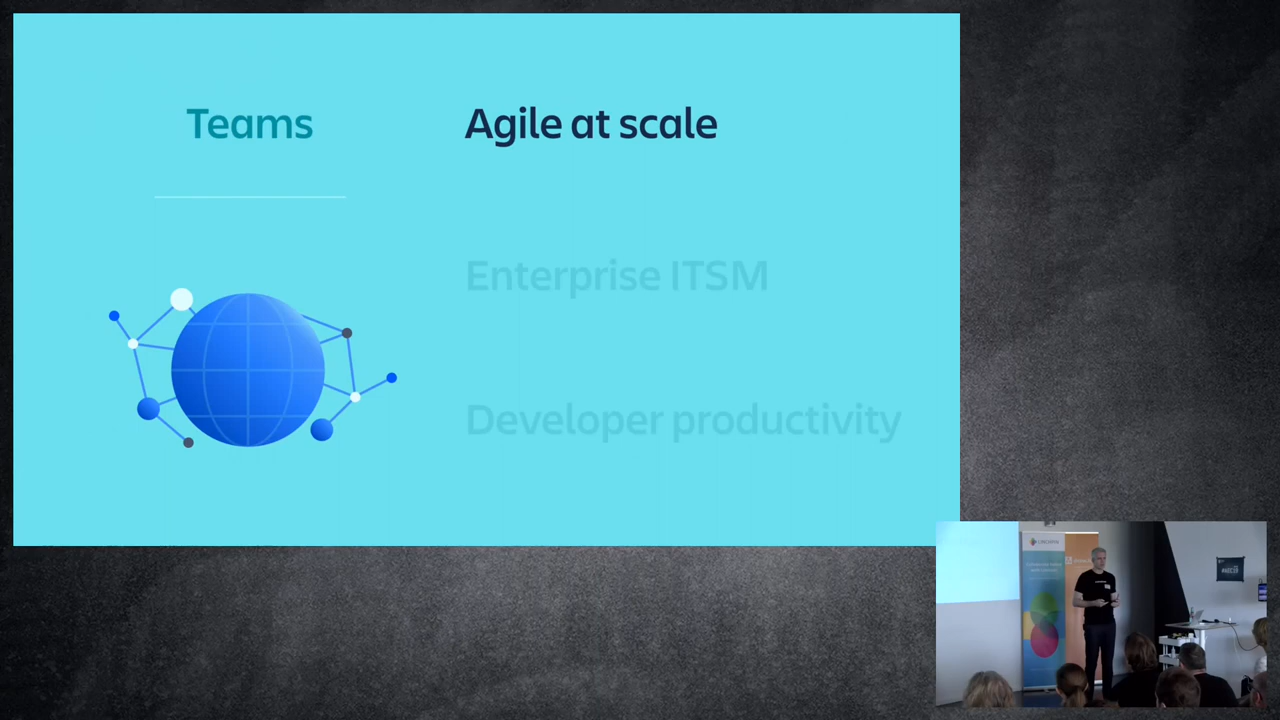 Teams
Agile at scale
Enterprise ITSM
Developer productivity